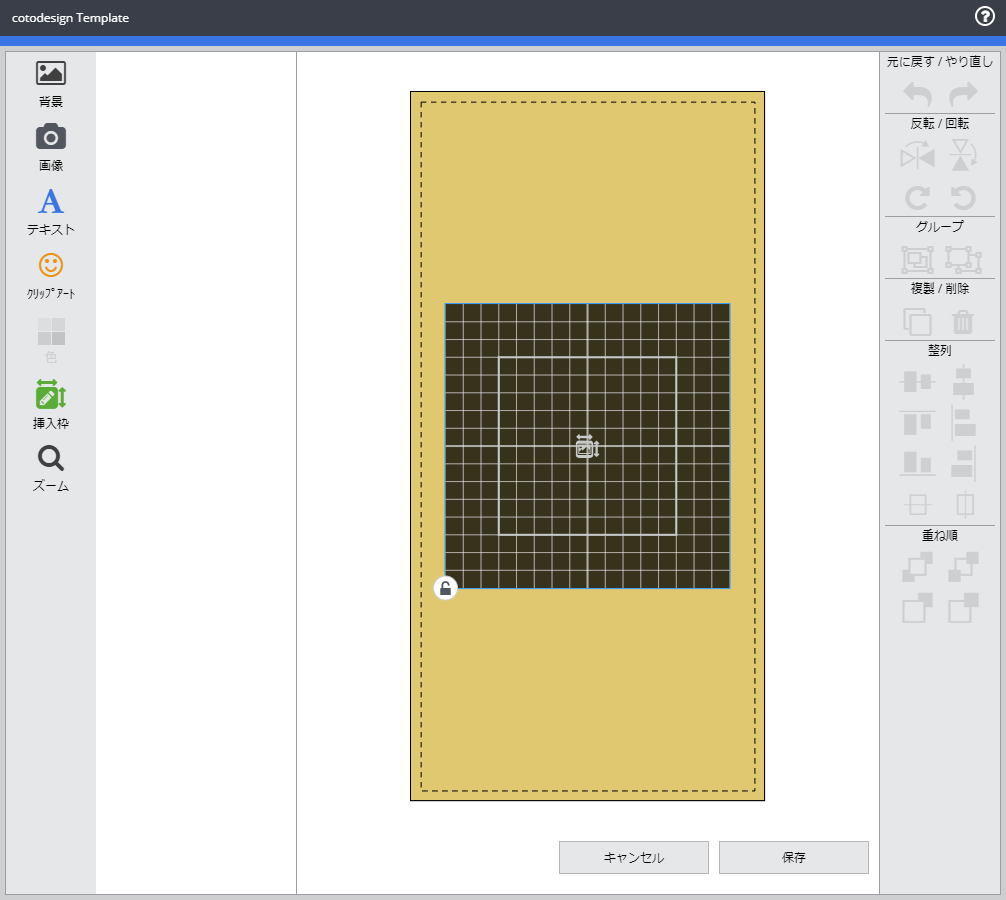 cotodesign Template
背景
画像
テキスト
クリップアート
色
挿入枠
ズーム
元に戻す / やり直し
反転 / 回転
グループ
複製 / 削除
整列
重ね順
キャンセル
保存